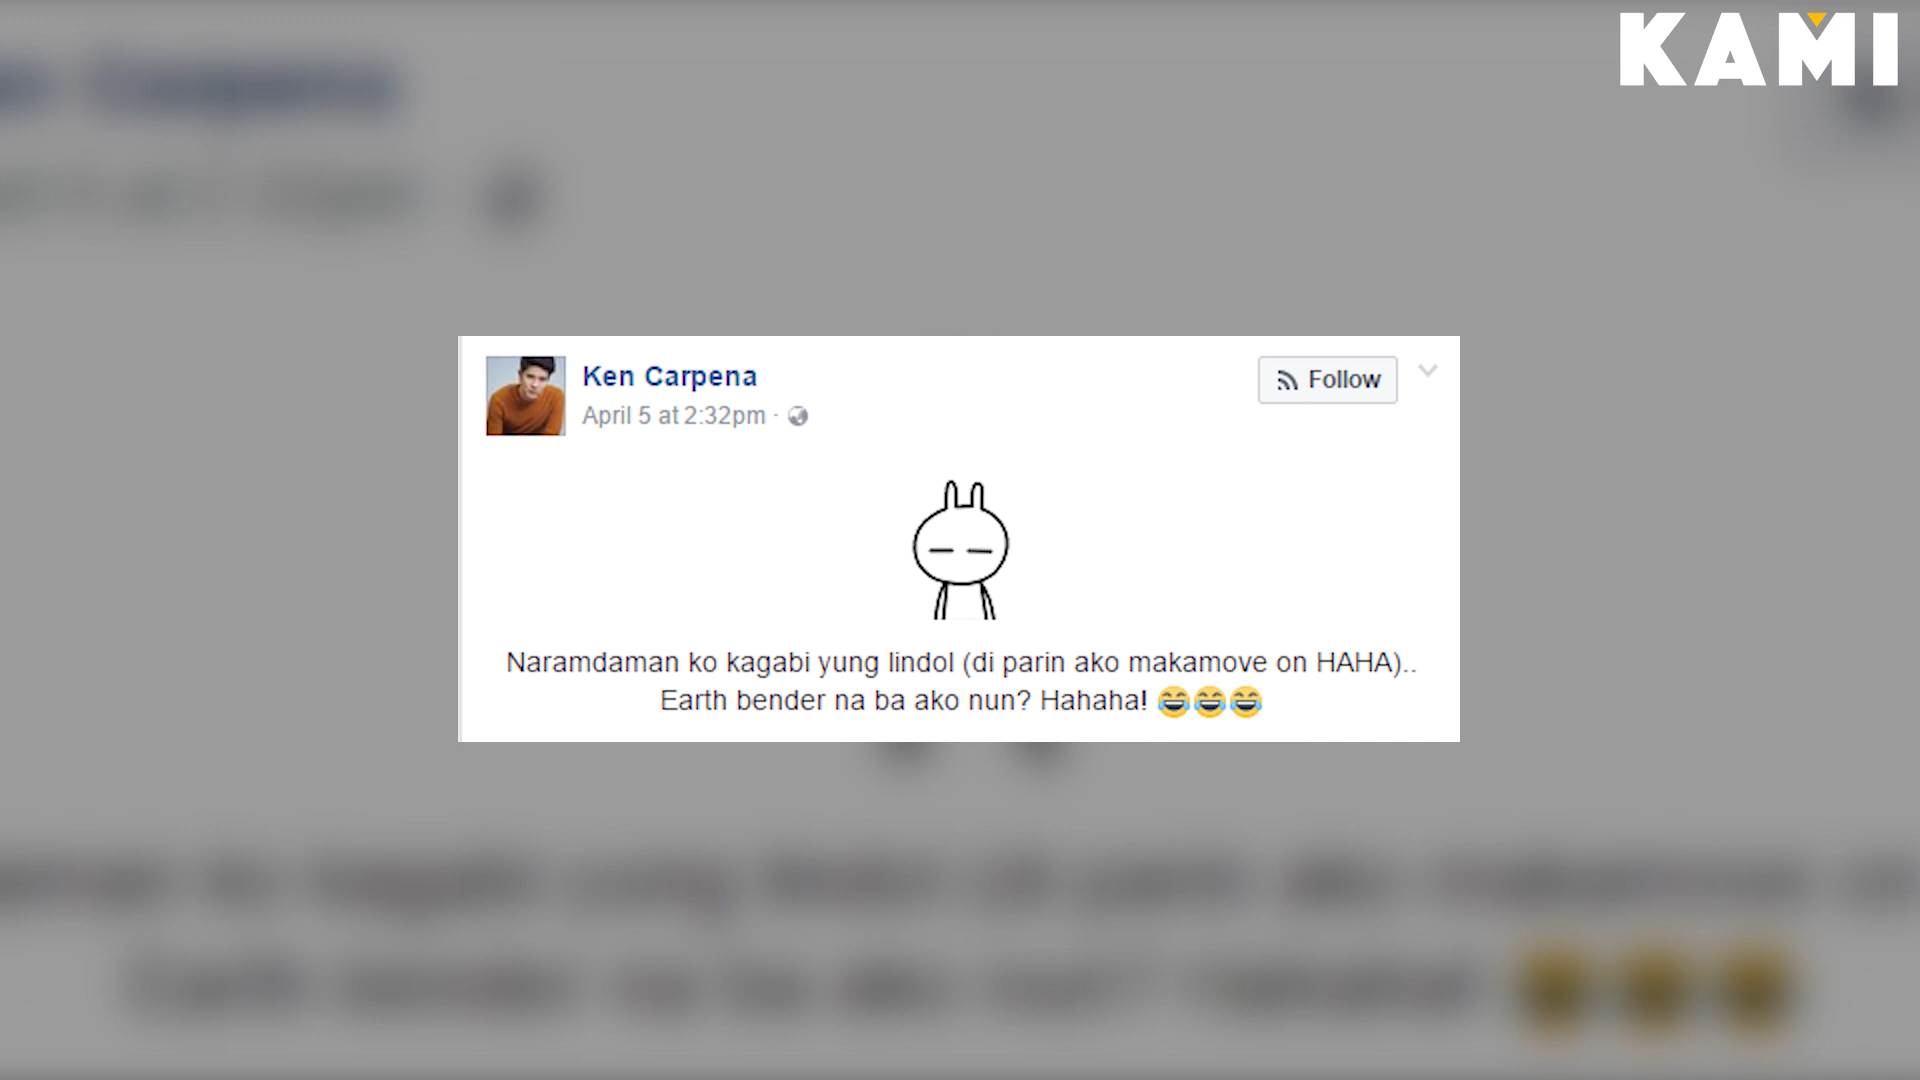 KAMI
Ken Carpena
Follow
April 5 at 2:32pm ·
Naramdaman ko kagabi yung lindol (di parin ako makamove on HAHA)..
Earth bender na ba ako nun? Hahaha! 😂😂😂